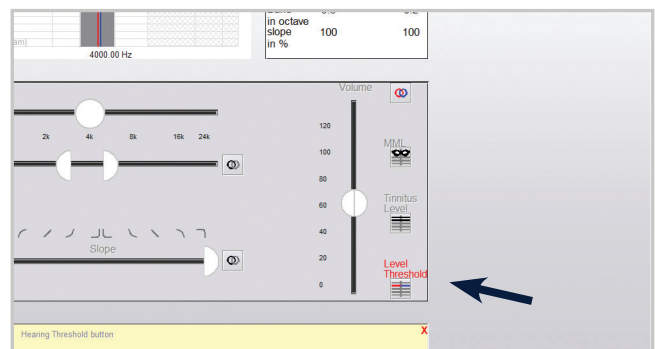 in octave
slope 100 100
in %
am)
4000.00 Hz
Volume
2k 4k 8k 16k 24k
120
100
80
60
40
20
0
MML
Tinnitus
Level
Slope
Level
Threshold
Hearing Threshold button X